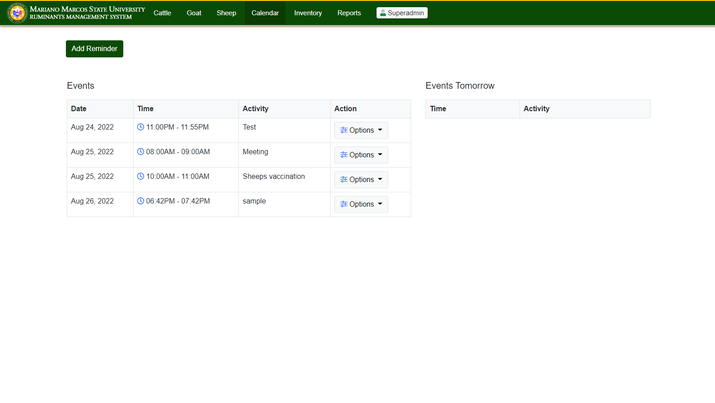 MARIANO MARCOS STATE UNIVERSITY
RUMINANTS MANAGEMENT SYSTEM
Cattle Goat Sheep Calendar Inventory Reports Superadmin
Add Reminder
Events
Date Time Activity Action
Aug 24, 2022 11:00PM - 11:55PM Test Options
Aug 25, 2022 08:00AM - 09:00AM Meeting Options
Aug 25, 2022 10:00AM - 11:00AM Sheeps vaccination Options
Aug 26, 2022 06:42PM - 07:42PM sample Options
Events Tomorrow
Time Activity